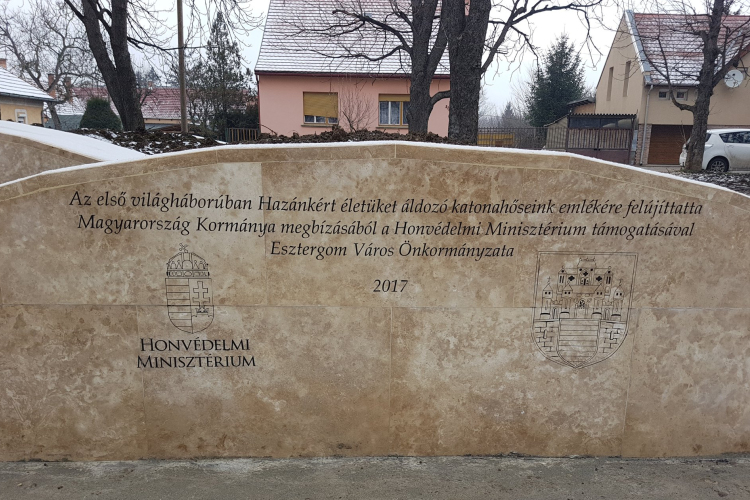 Az első világháborúban Hazánkért életüket áldozó katonahőseink emlékére felújíttatta
Magyarország Kormánya megbízásából a Honvédelmi Minisztérium támogatásával
Esztergom Város Önkormányzata
2017
HONVÉDELMI
MINISZTÉRIUM